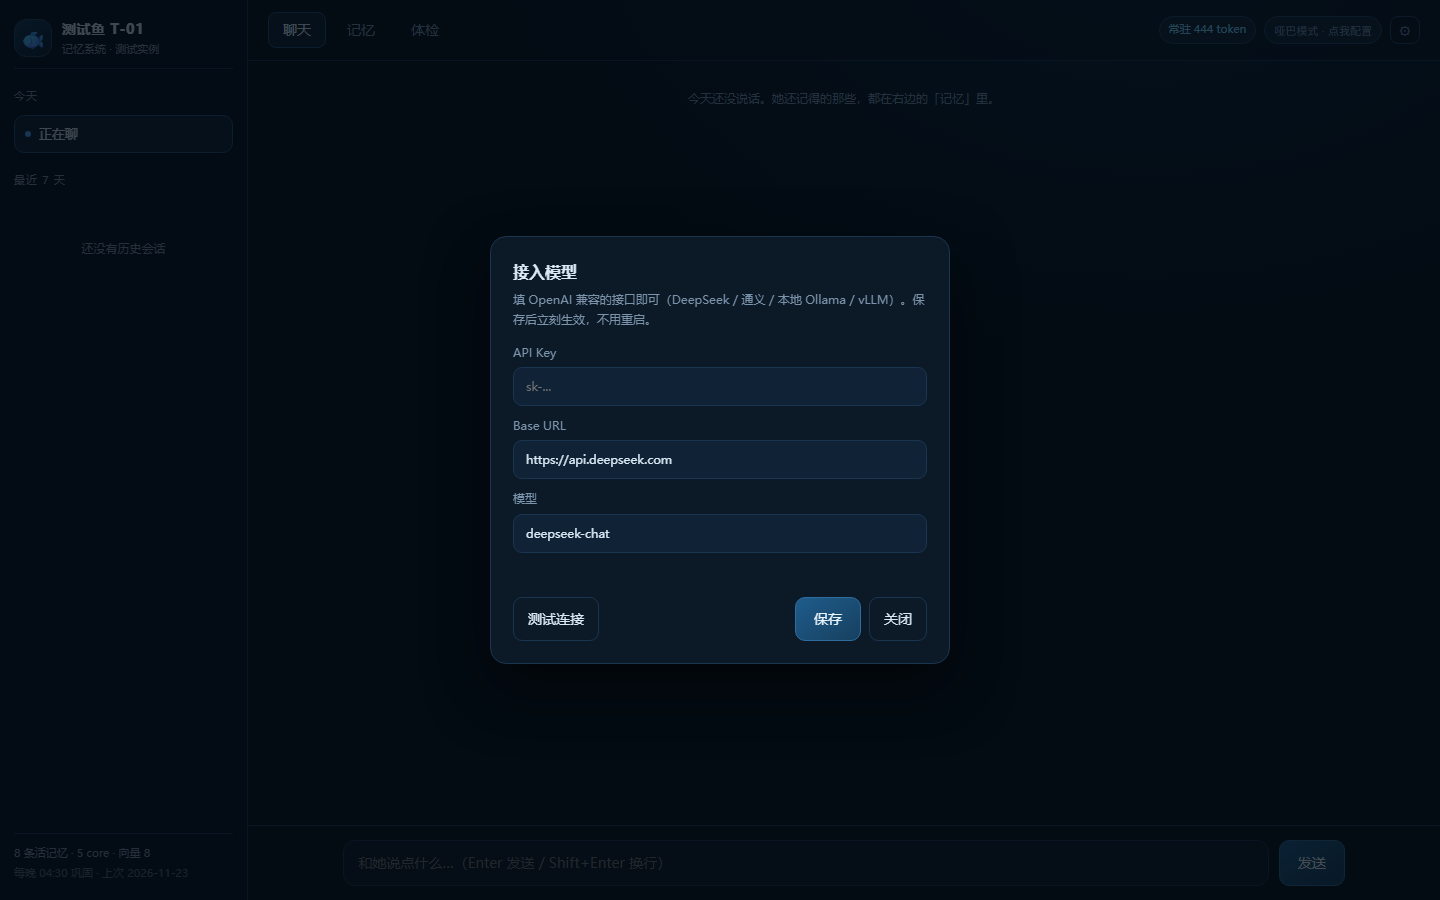 测试鱼 T-01
记忆系统 · 测试实例
今天
正在聊
最近 7 天
还没有历史会话
8 条活记忆 · 5 core · 向量 8
每晚 04:30 巩固 · 上次 2026-11-23
聊天
记忆
体检
常驻 444 token
哑巴模式 · 点我配置
今天还没说话。她还记得的那些，都在右边的「记忆」里。
接入模型
填 OpenAI 兼容的接口即可（DeepSeek / 通义 / 本地 Ollama / vLLM）。保
存后立刻生效，不用重启。
API Key
sk-...
Base URL
https://api.deepseek.com
模型
deepseek-chat
测试连接
保存
关闭
和她说点什么...（Enter 发送 / Shift+Enter 换行）
发送